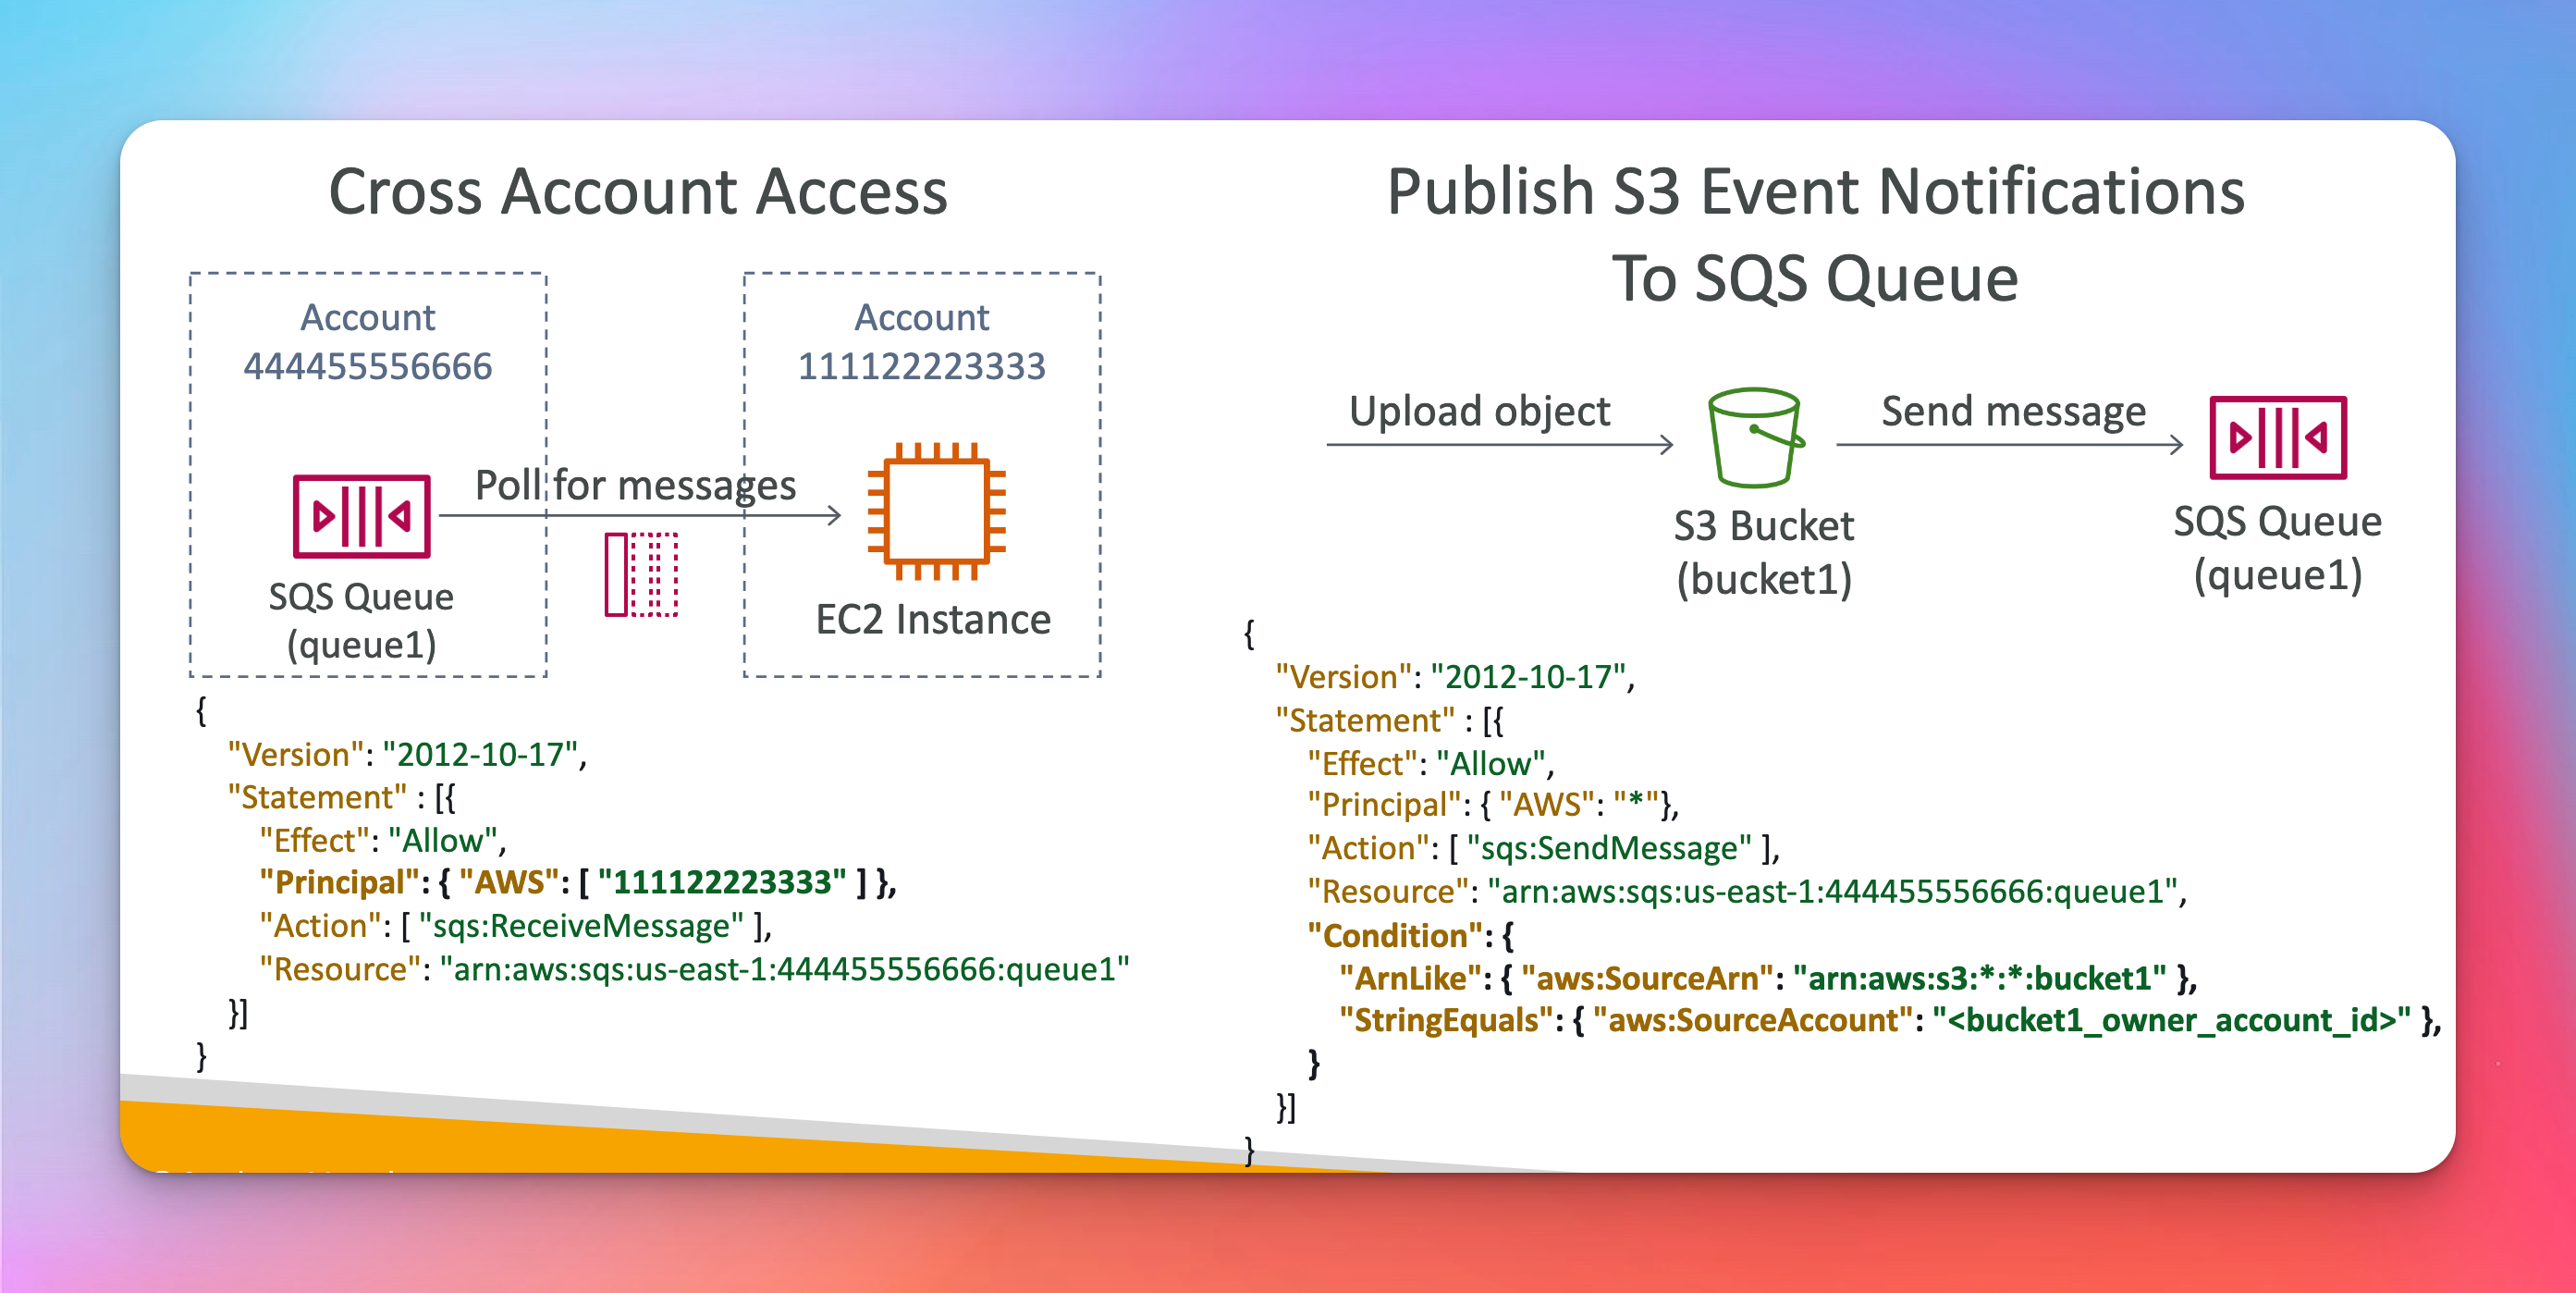 Cross Account Access
Account
444455556666
Account
111122223333
Poll for messages
SQS Queue
(queue1)
EC2 Instance
{
"Version": "2012-10-17",
"Statement" : [{
"Effect": "Allow",
"Principal": { "AWS": [ "111122223333" ] },
"Action": [ "sqs:ReceiveMessage" ],
"Resource": "arn:aws:sqs:us-east-1:444455556666:queue1"
}]
}
Publish S3 Event Notifications
To SQS Queue
Upload object
Send message
S3 Bucket
(bucket1)
SQS Queue
(queue1)
{
"Version": "2012-10-17",
"Statement" : [{
"Effect": "Allow",
"Principal": { "AWS": "*"},
"Action": [ "sqs:SendMessage" ],
"Resource": "arn:aws:sqs:us-east-1:444455556666:queue1",
"Condition": {
"ArnLike": { "aws:SourceArn": "arn:aws:s3:*:*:bucket1" },
"StringEquals": { "aws:SourceAccount": "<bucket1_owner_account_id>" },
}
}]
}